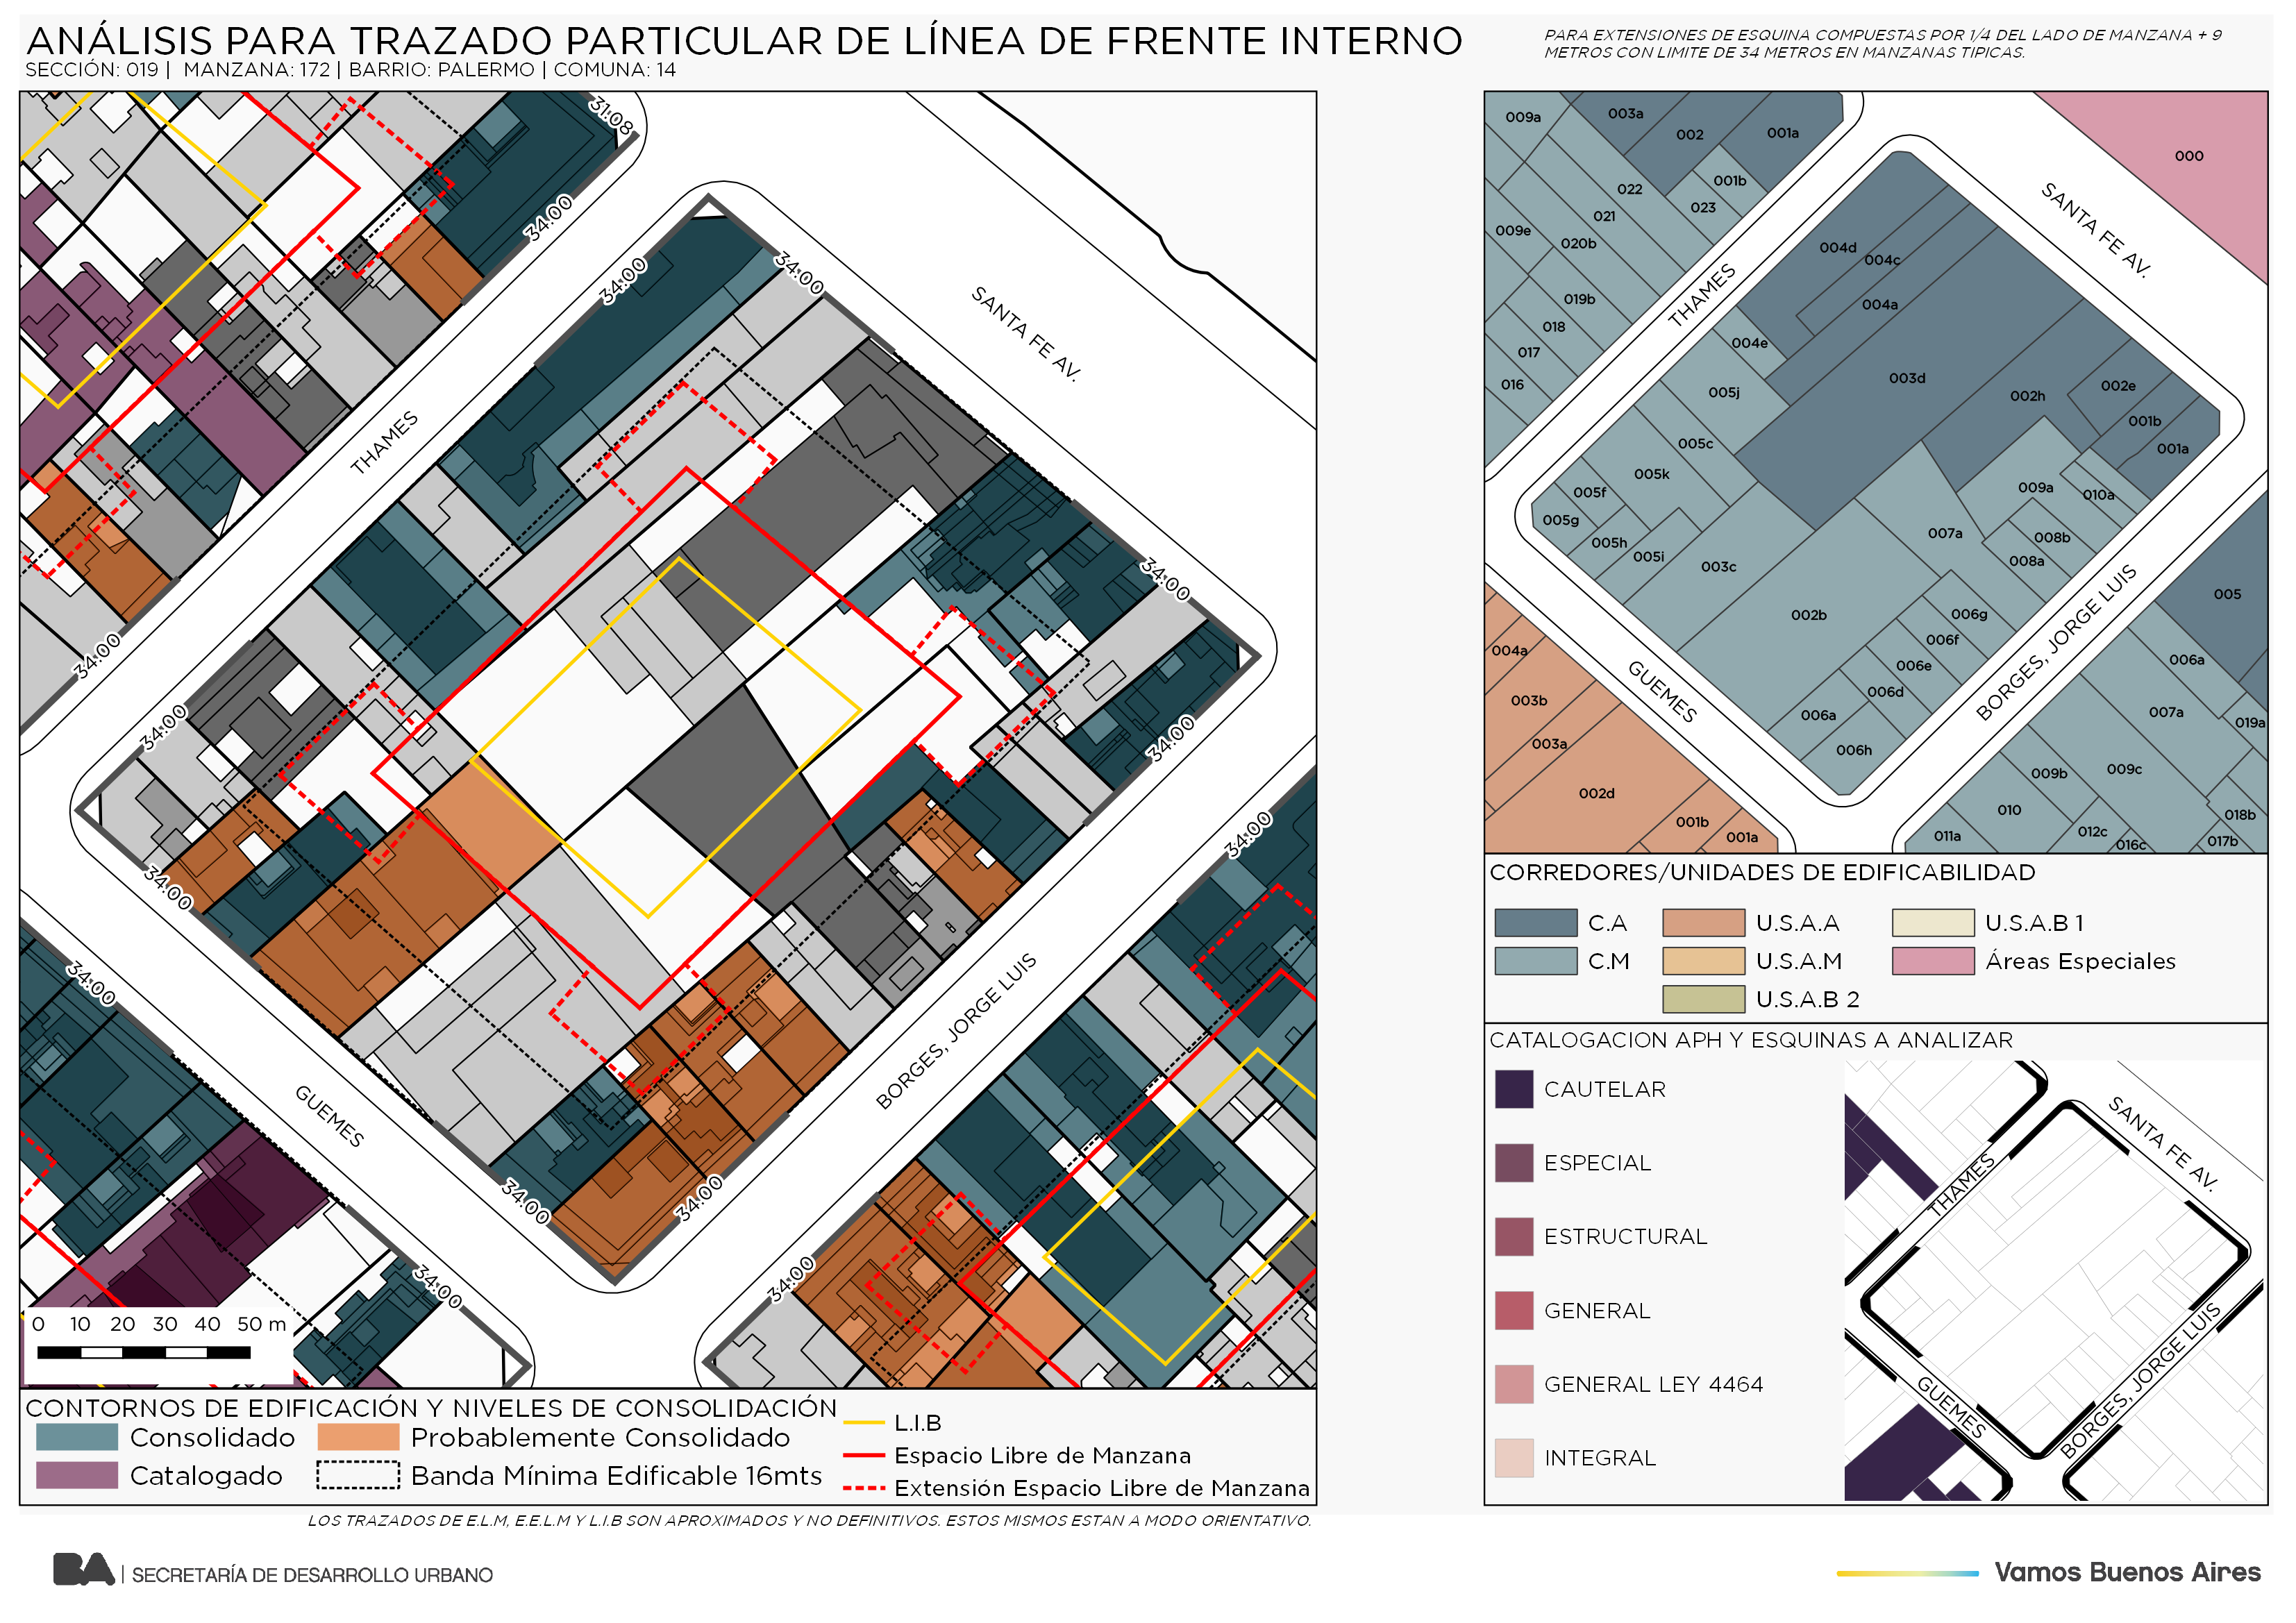 ANÁLISIS PARA TRAZADO PARTICULAR DE LÍNEA DE FRENTE INTERNO
SECCIÓN: 019 | MANZANA: 172 | BARRIO: PALERMO | COMUNA: 14
PARA EXTENSIONES DE ESQUINA COMPUESTAS POR 1/4 DEL LADO DE MANZANA + 9
METROS CON LIMITE DE 34 METROS EN MANZANAS TIPICAS.
31.08
34.00
34.00
34.00
SANTA FE AV.
THAMES
34.00
34.00
34.00
34.00
34.00
34.00
34.00
34.00
GUEMES
BORGES, JORGE LUIS
34.00
34.00
34.00
34.00
0 10 20 30 40 50 m
CONTORNOS DE EDIFICACIÓN Y NIVELES DE CONSOLIDACIÓN
Consolidado
Probablemente Consolidado
Catalogado
Banda Mínima Edificable 16mts
L.I.B
Espacio Libre de Manzana
Extensión Espacio Libre de Manzana
LOS TRAZADOS DE E.L.M, E.E.L.M Y L.I.B SON APROXIMADOS Y NO DEFINITIVOS. ESTOS MISMOS ESTAN A MODO ORIENTATIVO.
009a
003a
002
001a
000
022
001b
023
021
009e
020b
SANTA FE AV.
004d
004c
THAMES
019b
004a
018
004e
017
003d
016
005j
002h
002e
001b
005c
001a
005k
005f
009a
010a
005g
007a
005h
008b
005i
008a
003c
005
002b
006g
006f
004a
006e
006a
GUEMES
BORGES, JORGE LUIS
003b
006d
006a
007a
019a
003a
006h
009b
009c
002d
010
018b
001b
001a
011a
012c
016c
017b
CORREDORES/UNIDADES DE EDIFICABILIDAD
C.A
U.S.A.A
U.S.A.B 1
C.M
U.S.A.M
Áreas Especiales
U.S.A.B 2
CATALOGACION APH Y ESQUINAS A ANALIZAR
CAUTELAR
ESPECIAL
ESTRUCTURAL
GENERAL
GENERAL LEY 4464
INTEGRAL
SANTA FE AV.
THAMES
GUEMES
BORGES, JORGE LUIS
BA | SECRETARÍA DE DESARROLLO URBANO
Vamos Buenos Aires